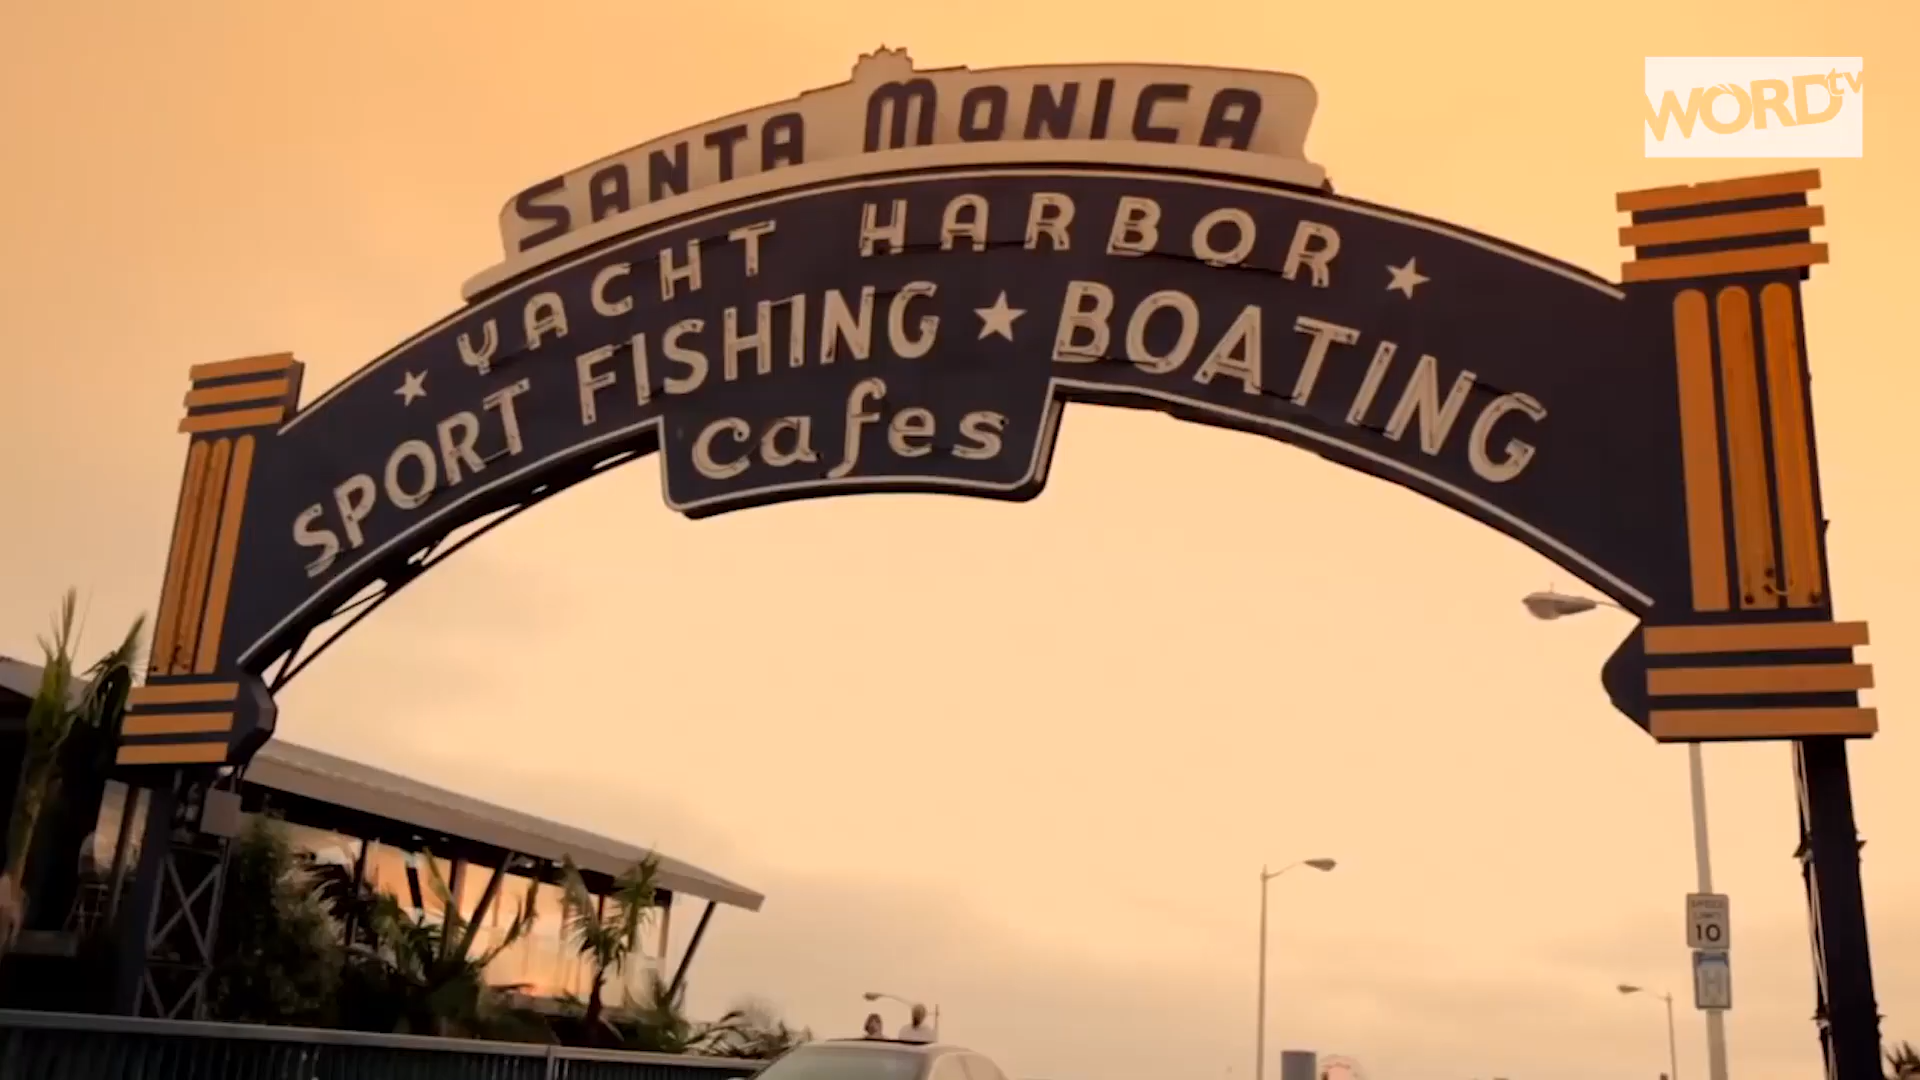 WORDtv
SANTA MONICA
YACHT HARBOR
SPORT FISHING ★ BOATING
cafes
SPEED
LIMIT
10
H